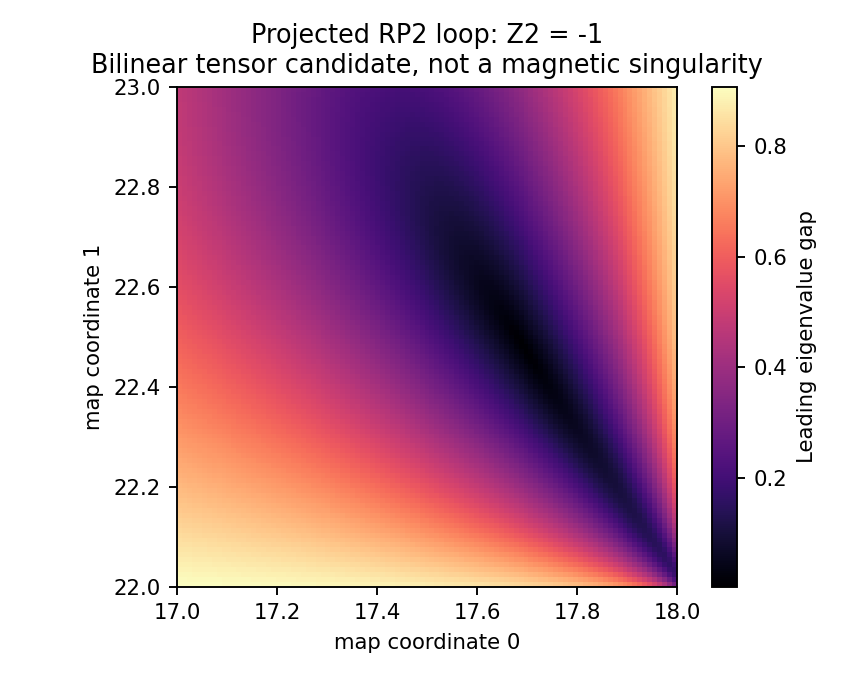 Projected RP2 loop: Z2 = -1
Bilinear tensor candidate, not a magnetic singularity
23.0
22.8
22.6
22.4
22.2
22.0
map coordinate 1
17.0 17.2 17.4 17.6 17.8 18.0
map coordinate 0
0.8
0.6
0.4
0.2
Leading eigenvalue gap